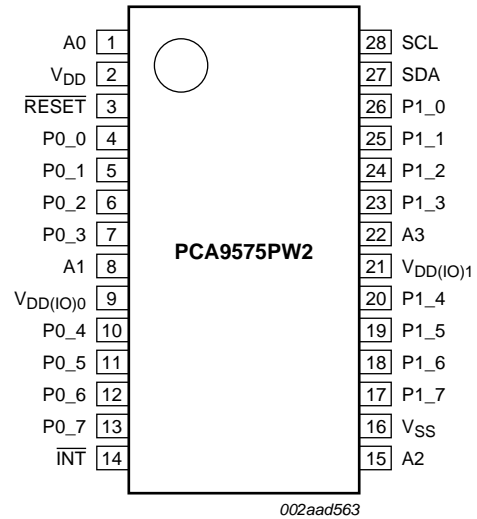 A0 1
VDD 2
RESET 3
P0_0 4
P0_1 5
P0_2 6
P0_3 7
A1 8
VDD(IO)0 9
P0_4 10
P0_5 11
P0_6 12
P0_7 13
INT 14
PCA9575PW2
28 SCL
27 SDA
26 P1_0
25 P1_1
24 P1_2
23 P1_3
22 A3
21 VDD(IO)1
20 P1_4
19 P1_5
18 P1_6
17 P1_7
16 VSS
15 A2
002aad563